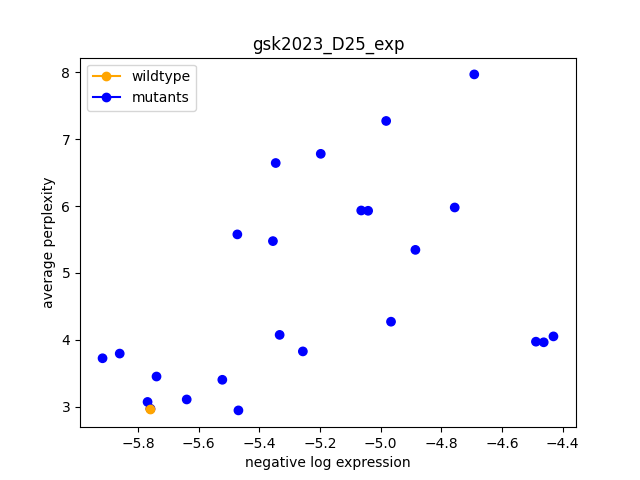 gsk2023_D25_exp
wildtype
mutants
average perplexity
8
7
6
5
4
3
−5.8 −5.6 −5.4 −5.2 −5.0 −4.8 −4.6 −4.4
negative log expression